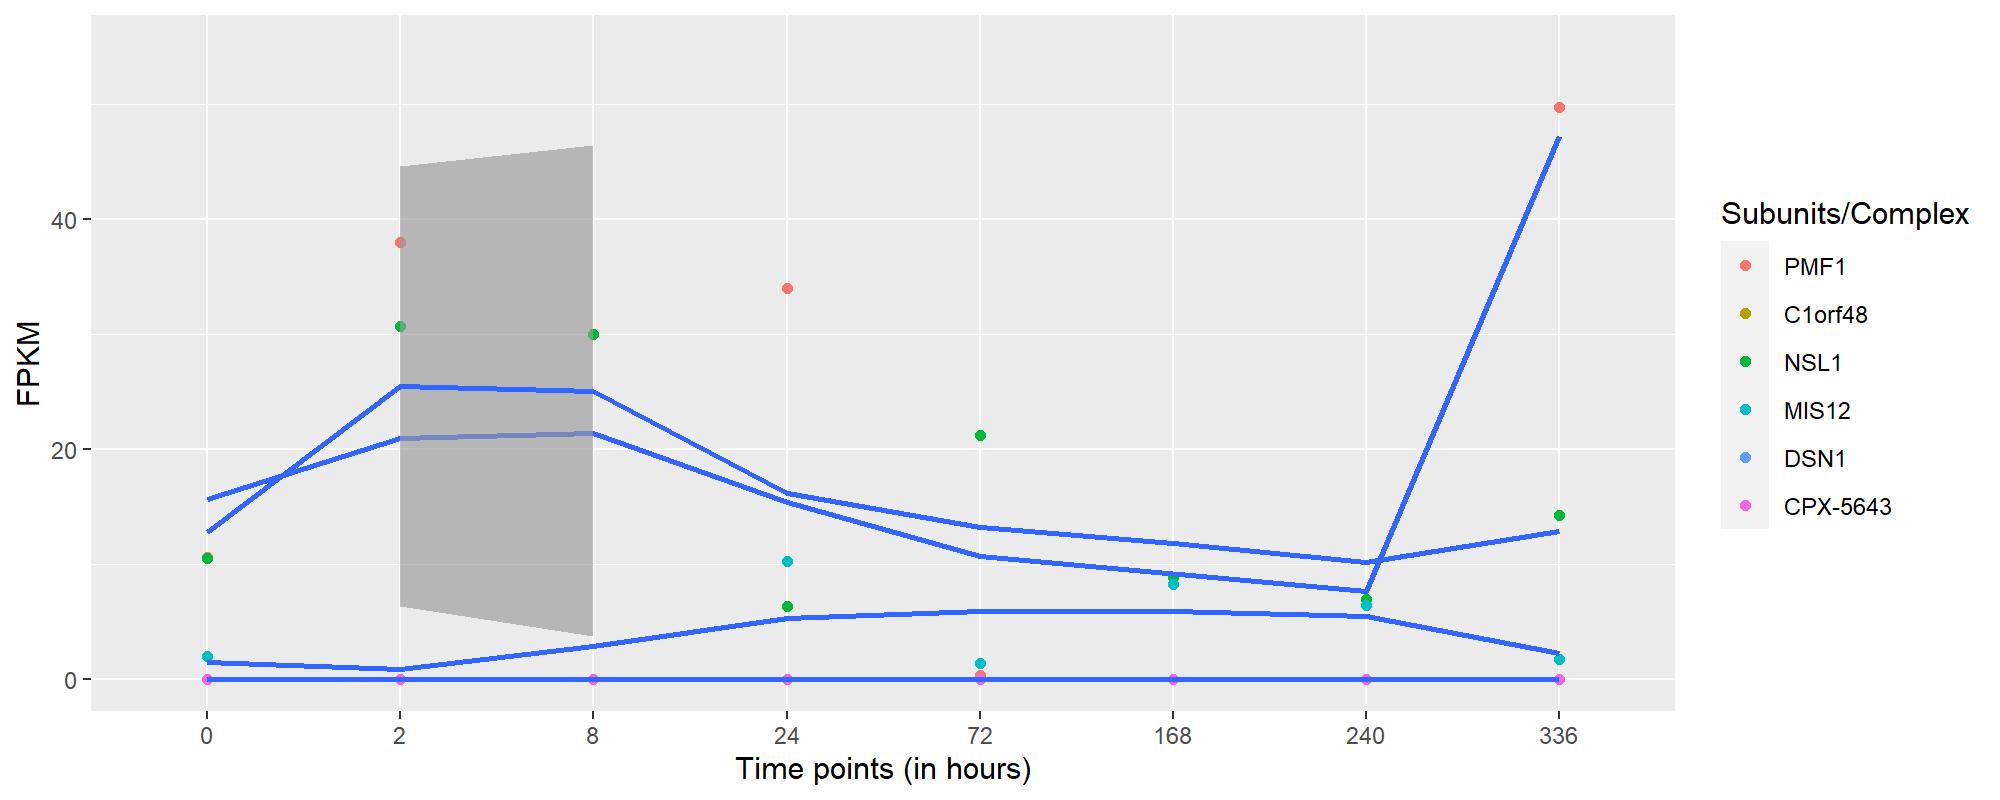 FPKM
40
20
0
0 2 8 24 72 168 240 336
Time points (in hours)
Subunits/Complex
PMF1
C1orf48
NSL1
MIS12
DSN1
CPX-5643